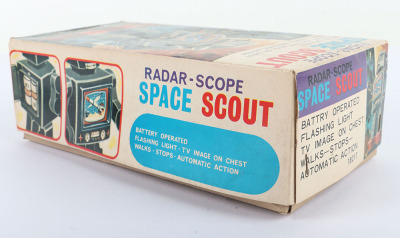 RADAR-SCOPE
SPACE SCOUT
BATTERY OPERATED
FLASHING LIGHT-TV IMAGE ON CHEST
WALKS-STOPS-AUTOMATIC ACTION
RADAR-SCOPE
SPACE SCOUT
BATTRY OPERATED
FLASHING LIGHT
TV IMAGE ON CHEST
WALKS-STOPS-
AUTOMATIC ACTION